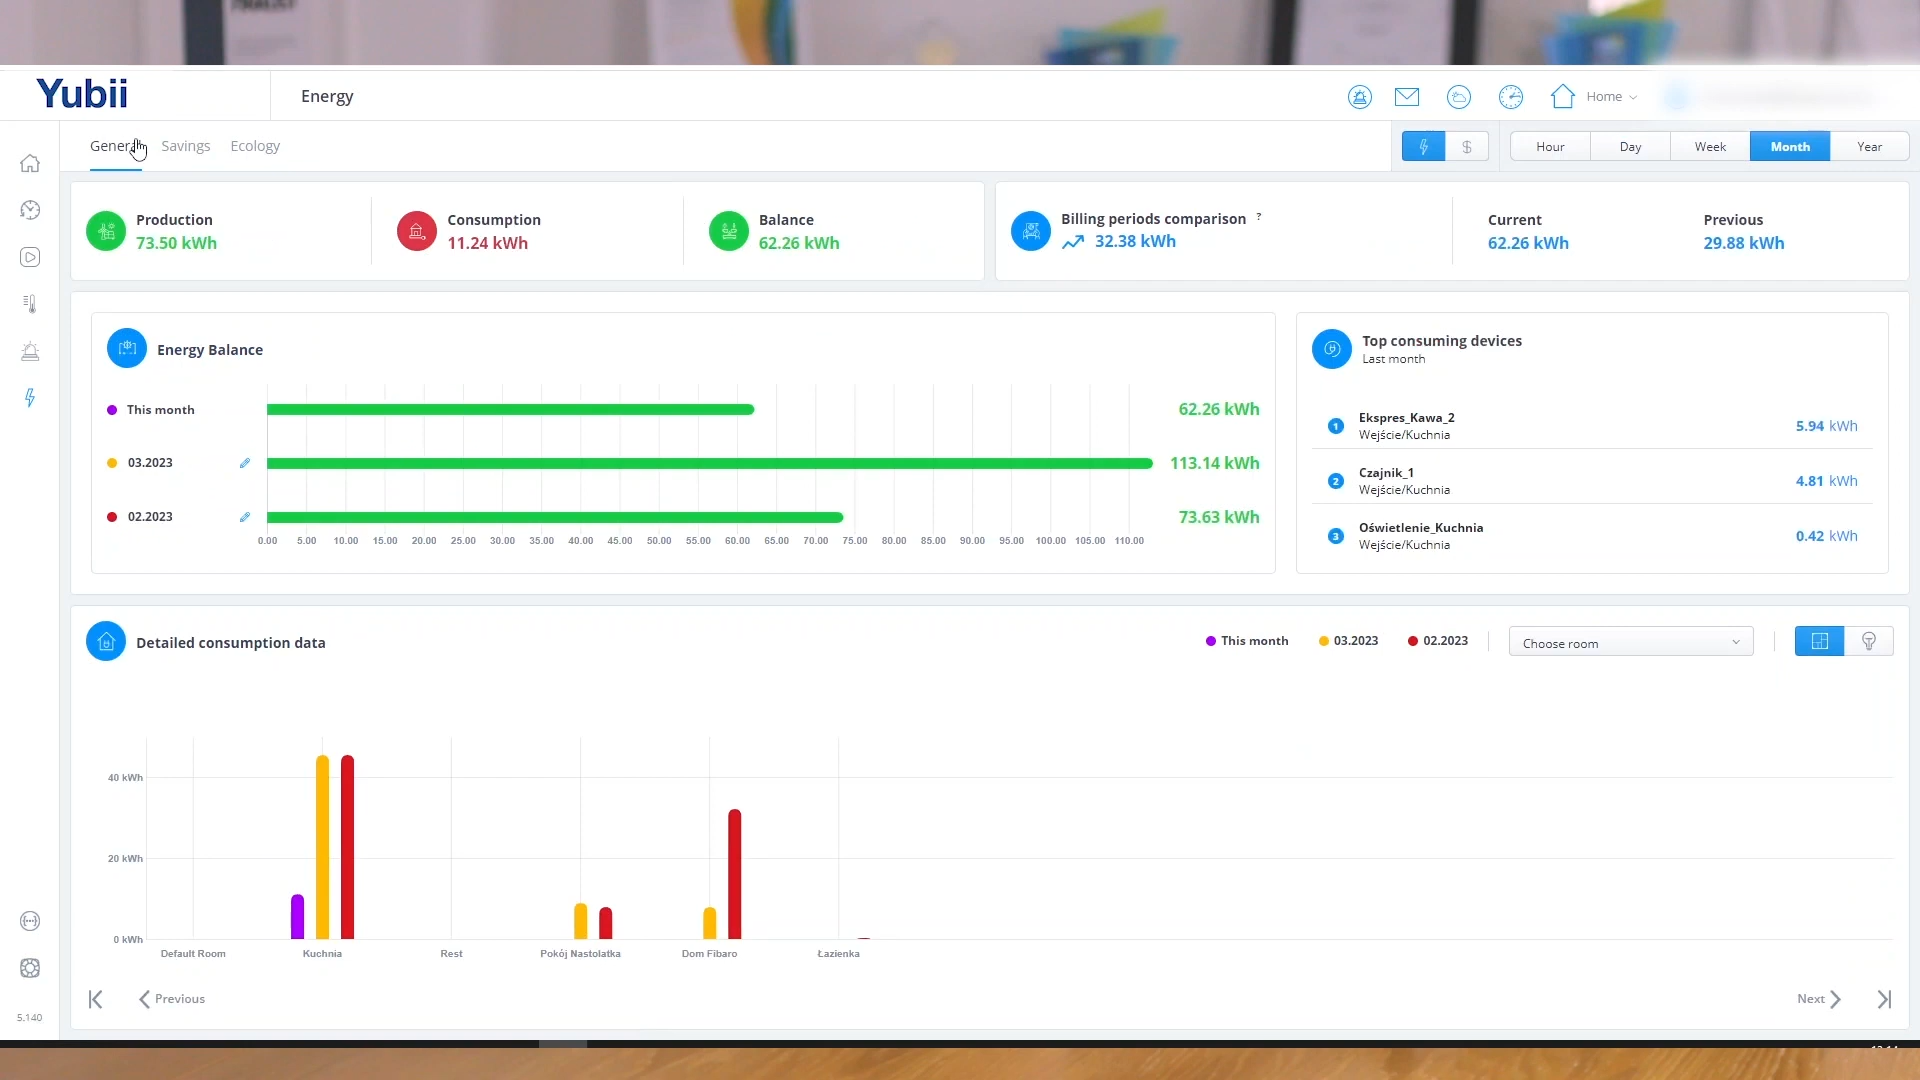 Yubii
Energy
Home
General
Savings
Ecology
$
Hour
Day
Week
Month
Year
Production
73.50 kWh
Consumption
11.24 kWh
Balance
62.26 kWh
Billing periods comparison ?
32.38 kWh
Current
62.26 kWh
Previous
29.88 kWh
Energy Balance
This month
62.26 kWh
03.2023
113.14 kWh
02.2023
73.63 kWh
0.00 5.00 10.00 15.00 20.00 25.00 30.00 35.00 40.00 45.00 50.00 55.00 60.00 65.00 70.00 75.00 80.00 85.00 90.00 95.00 100.00 105.00 110.00
Top consuming devices
Last month
1 Ekspres_Kawa_2
Wejście/Kuchnia
5.94 kWh
2 Czajnik_1
Wejście/Kuchnia
4.81 kWh
3 Oświetlenie_Kuchnia
Wejście/Kuchnia
0.42 kWh
Detailed consumption data
This month
03.2023
02.2023
Choose room
40 kWh
20 kWh
0 kWh
Default Room
Kuchnia
Rest
Pokój Nastolatka
Dom Fibaro
Łazienka
Previous
Next
5.140